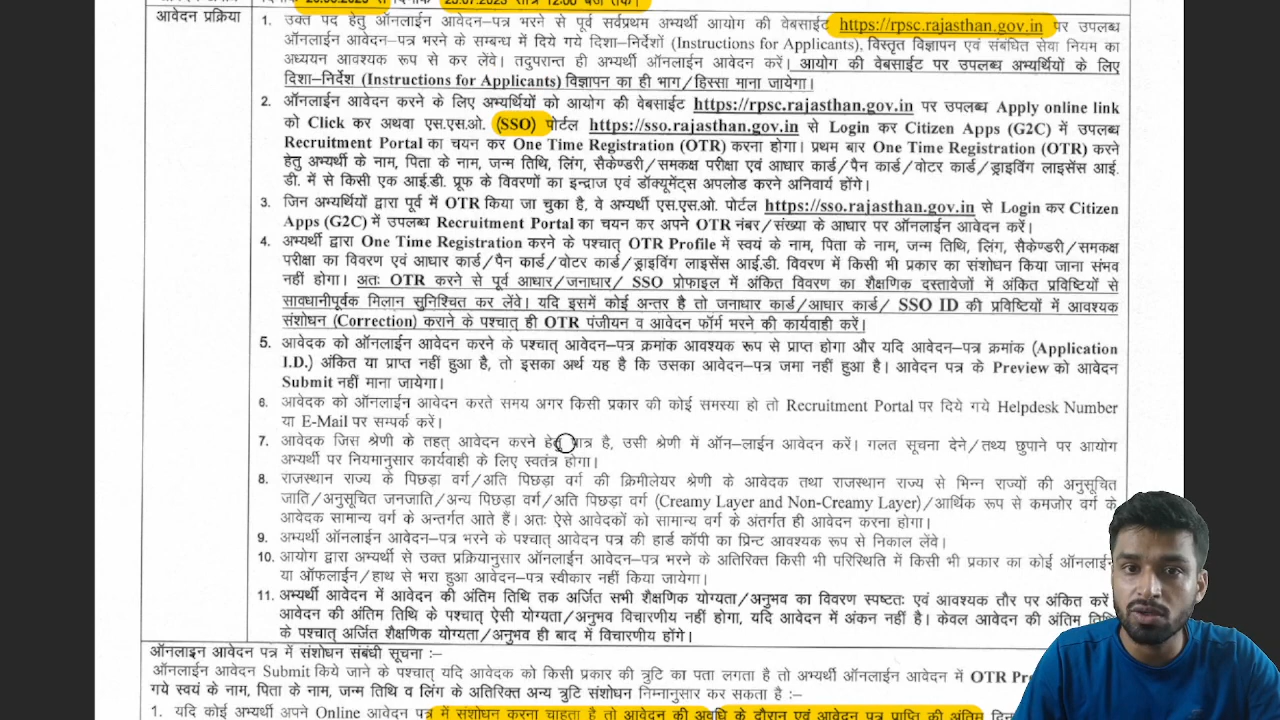 आवेदन प्रक्रिया
1. उक्त पद हेतु ऑनलाईन आवेदन–पत्र भरने से पूर्व सर्वप्रथम अभ्यर्थी आयोग की वेबसाईट https://rpsc.rajasthan.gov.in पर उपलब्ध
ऑनलाईन आवेदन–पत्र भरने के सम्बन्ध में दिये गये दिशा–निर्देशों (Instructions for Applicants), विस्तृत विज्ञापन एवं संबंधित सेवा नियम का
अध्ययन आवश्यक रूप से कर लेवे। तदुपरान्त ही अभ्यर्थी ऑनलाईन आवेदन करें। आयोग की वेबसाईट पर उपलब्ध अभ्यर्थियों के लिए
दिशा–निर्देश (Instructions for Applicants) विज्ञापन का ही भाग/हिस्सा माना जायेगा।
2. ऑनलाईन आवेदन करने के लिए अभ्यर्थियों को आयोग की वेबसाईट https://rpsc.rajasthan.gov.in पर उपलब्ध Apply online link
को Click कर अथवा एस.एस.ओ. (SSO) पोर्टल https://sso.rajasthan.gov.in से Login कर Citizen Apps (G2C) में उपलब्ध
Recruitment Portal का चयन कर One Time Registration (OTR) करना होगा। प्रथम बार One Time Registration (OTR) करने
हेतु अभ्यर्थी के नाम, पिता के नाम, जन्म तिथि, लिंग, सैकेण्डरी/समकक्ष परीक्षा एवं आधार कार्ड/पैन कार्ड/वोटर कार्ड/ड्राइविंग लाइसेंस आई.
डी. में से किसी एक आई.डी. प्रूफ के विवरणों का इन्द्राज एवं डॉक्यूमेंट्स अपलोड करने अनिवार्य होंगे।
3. जिन अभ्यर्थियों द्वारा पूर्व में OTR किया जा चुका है, वे अभ्यर्थी एस.एस.ओ. पोर्टल https://sso.rajasthan.gov.in से Login कर Citizen
Apps (G2C) में उपलब्ध Recruitment Portal का चयन कर अपने OTR नंबर/संख्या के आधार पर ऑनलाईन आवेदन करें।
4. अभ्यर्थी द्वारा One Time Registration करने के पश्चात् OTR Profile में स्वयं के नाम, पिता के नाम, जन्म तिथि, लिंग, सैकेण्डरी/समकक्ष
परीक्षा का विवरण एवं आधार कार्ड/पैन कार्ड/वोटर कार्ड/ड्राइविंग लाइसेंस आई.डी. विवरण में किसी भी प्रकार का संशोधन किया जाना संभव
नहीं होगा। अतः OTR करने से पूर्व आधार/जनाधार/ SSO प्रोफाइल में अंकित विवरण का शैक्षणिक दस्तावेजों में अंकित प्रविष्टियों से
सावधानीपूर्वक मिलान सुनिश्चित कर लेंवे। यदि इसमें कोई अन्तर है तो जनाधार कार्ड/आधार कार्ड/ SSO ID की प्रविष्टियों में आवश्यक
संशोधन (Correction) कराने के पश्चात् ही OTR पंजीयन व आवेदन फॉर्म भरने की कार्यवाही करें।
5. आवेदक को ऑनलाईन आवेदन करने के पश्चात् आवेदन–पत्र क्रमांक आवश्यक रूप से प्राप्त होगा और यदि आवेदन–पत्र क्रमांक (Application
I.D.) अंकित या प्राप्त नहीं हुआ है, तो इसका अर्थ यह है कि उसका आवेदन–पत्र जमा नहीं हुआ है। आवेदन पत्र के Preview को आवेदन
Submit नहीं माना जायेगा।
6. आवेदक को ऑनलाईन आवेदन करते समय अगर किसी प्रकार की कोई समस्या हो तो Recruitment Portal पर दिये गये Helpdesk Number
या E-Mail पर सम्पर्क करें।
7. आवेदक जिस श्रेणी के तहत् आवेदन करने हेतु पात्र है, उसी श्रेणी में ऑन–लाईन आवेदन करें। गलत सूचना देने/तथ्य छुपाने पर आयोग
अभ्यर्थी पर नियमानुसार कार्यवाही के लिए स्वतंत्र होगा।
8. राजस्थान राज्य के पिछड़ा वर्ग/अति पिछड़ा वर्ग की क्रिमीलेयर श्रेणी के आवेदक तथा राजस्थान राज्य से भिन्न राज्यों की अनुसूचित
जाति/अनुसूचित जनजाति/अन्य पिछड़ा वर्ग/अति पिछड़ा वर्ग (Creamy Layer and Non-Creamy Layer)/आर्थिक रूप से कमजोर वर्ग के
आवेदक सामान्य वर्ग के अन्तर्गत आते हैं। अतः ऐसे आवेदकों को सामान्य वर्ग के अंतर्गत ही आवेदन करना होगा।
9. अभ्यर्थी ऑनलाईन आवेदन–पत्र भरने के पश्चात् आवेदन पत्र की हार्ड कॉपी का प्रिन्ट आवश्यक रूप से निकाल लेंवे।
10. आयोग द्वारा अभ्यर्थी से उक्त प्रक्रियानुसार ऑनलाईन आवेदन–पत्र भरने के अतिरिक्त किसी भी परिस्थिति में किसी भी प्रकार का कोई ऑनलाईन
या ऑफलाईन/हाथ से भरा हुआ आवेदन–पत्र स्वीकार नहीं किया जायेगा।
11. अभ्यर्थी आवेदन में आवेदन की अंतिम तिथि तक अर्जित सभी शैक्षणिक योग्यता/अनुभव का विवरण स्पष्टतः एवं आवश्यक तौर पर अंकित करें
आवेदन की अंतिम तिथि के पश्चात् ऐसी योग्यता/अनुभव विचारणीय नहीं होगा, यदि आवेदन में अंकन नहीं है। केवल आवेदन की अंतिम
के पश्चात् अर्जित शैक्षणिक योग्यता/अनुभव ही बाद में विचारणीय होंगे।
ऑनलाईन आवेदन पत्र में संशोधन संबंधी सूचना :–
ऑनलाईन आवेदन Submit किये जाने के पश्चात् यदि आवेदक को किसी प्रकार की त्रुटि का पता लगता है तो अभ्यर्थी ऑनलाईन आवेदन में OTR
गये स्वयं के नाम, पिता के नाम, जन्म तिथि व लिंग के अतिरिक्त अन्य त्रुटि संशोधन निम्नानुसार कर सकता है :–
1. यदि कोई अभ्यर्थी अपने Online आवेदन पत्र में संशोधन करना चाहता है तो आवेदन की अवधि के दौरान एवं आवेदन पत्र प्राप्ति की अंतिम